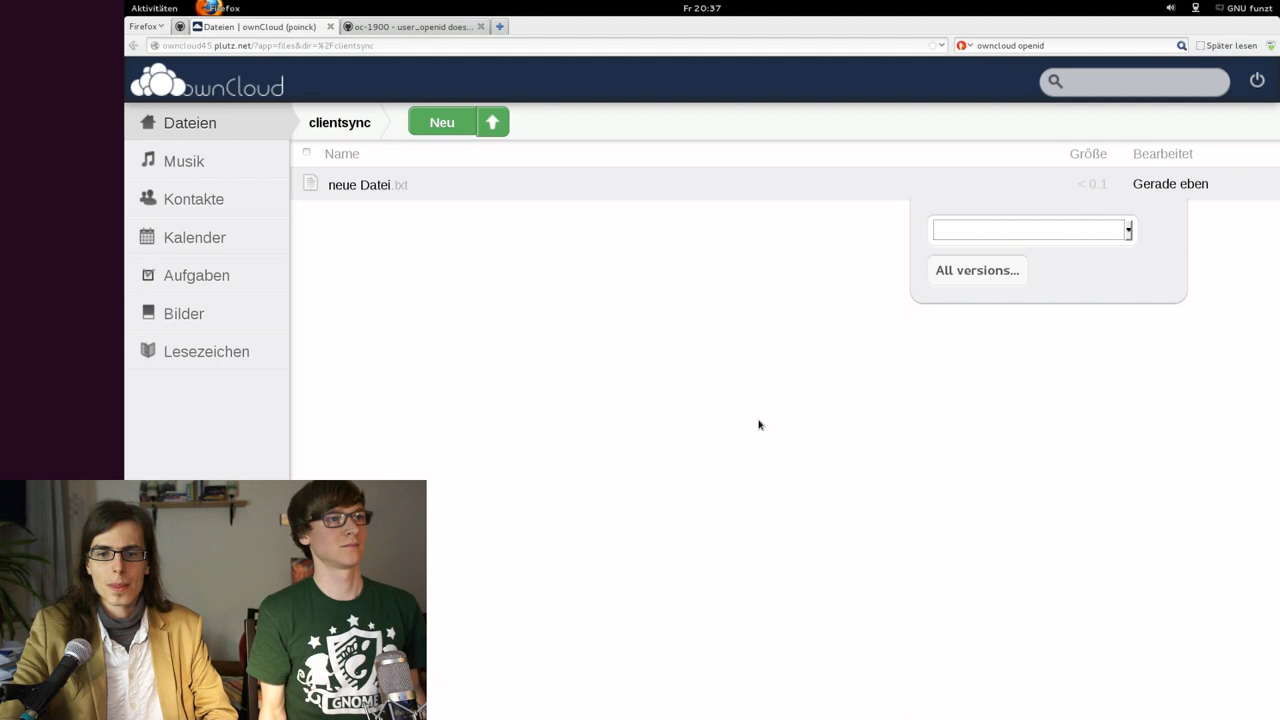 Aktivitäten Firefox Fr 20:37 GNU funzt
Firefox Dateien | ownCloud (poinck) oc-1900 - user_openid does...
owncloud45.plutz.net/?app=files&dir=%2Fclientsync owncloud openid Später lesen
ownCloud
Dateien clientsync Neu
Name Größe Bearbeitet
Musik
neue Datei.txt < 0.1 Gerade eben
Kontakte
Kalender
All versions...
Aufgaben
Bilder
Lesezeichen
GNOME